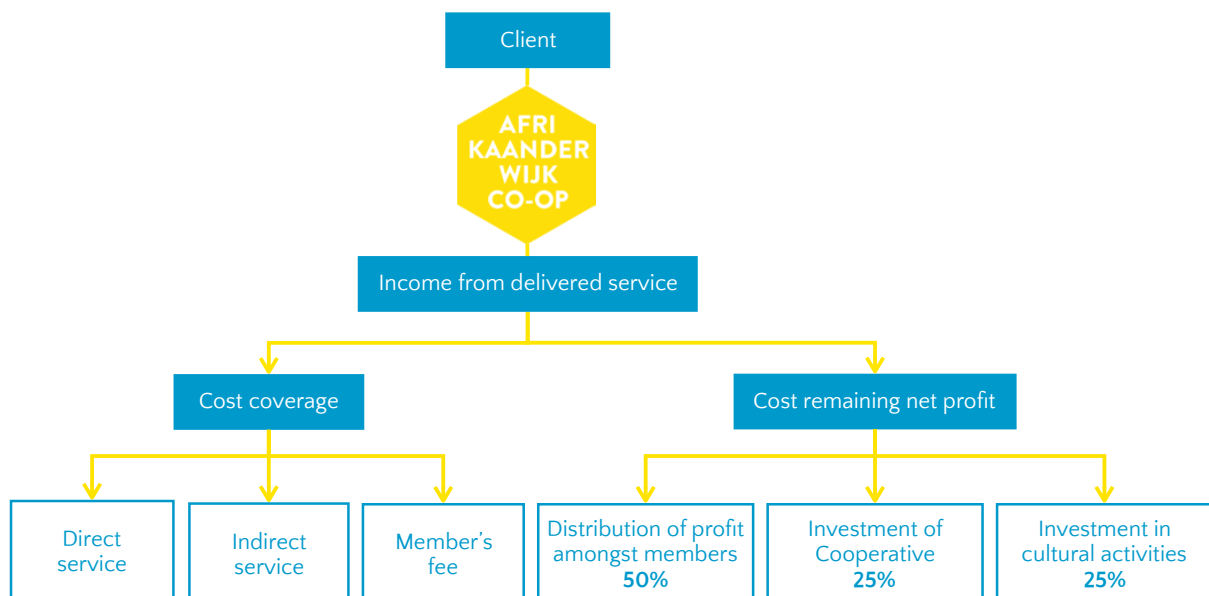 Client
AFRI
KAANDER
WIJK
CO-OP
Income from delivered service
Cost coverage
Cost remaining net profit
Direct
service
Indirect
service
Member’s
fee
Distribution of profit
amongst members
50%
Investment of
Cooperative
25%
Investment in
cultural activities
25%